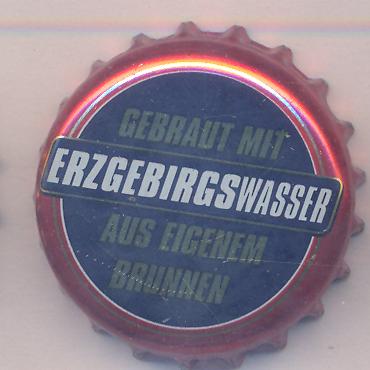 GEBRAUT MIT
ERZGEBIRGSWASSER
AUS EIGENEM
BRUNNEN